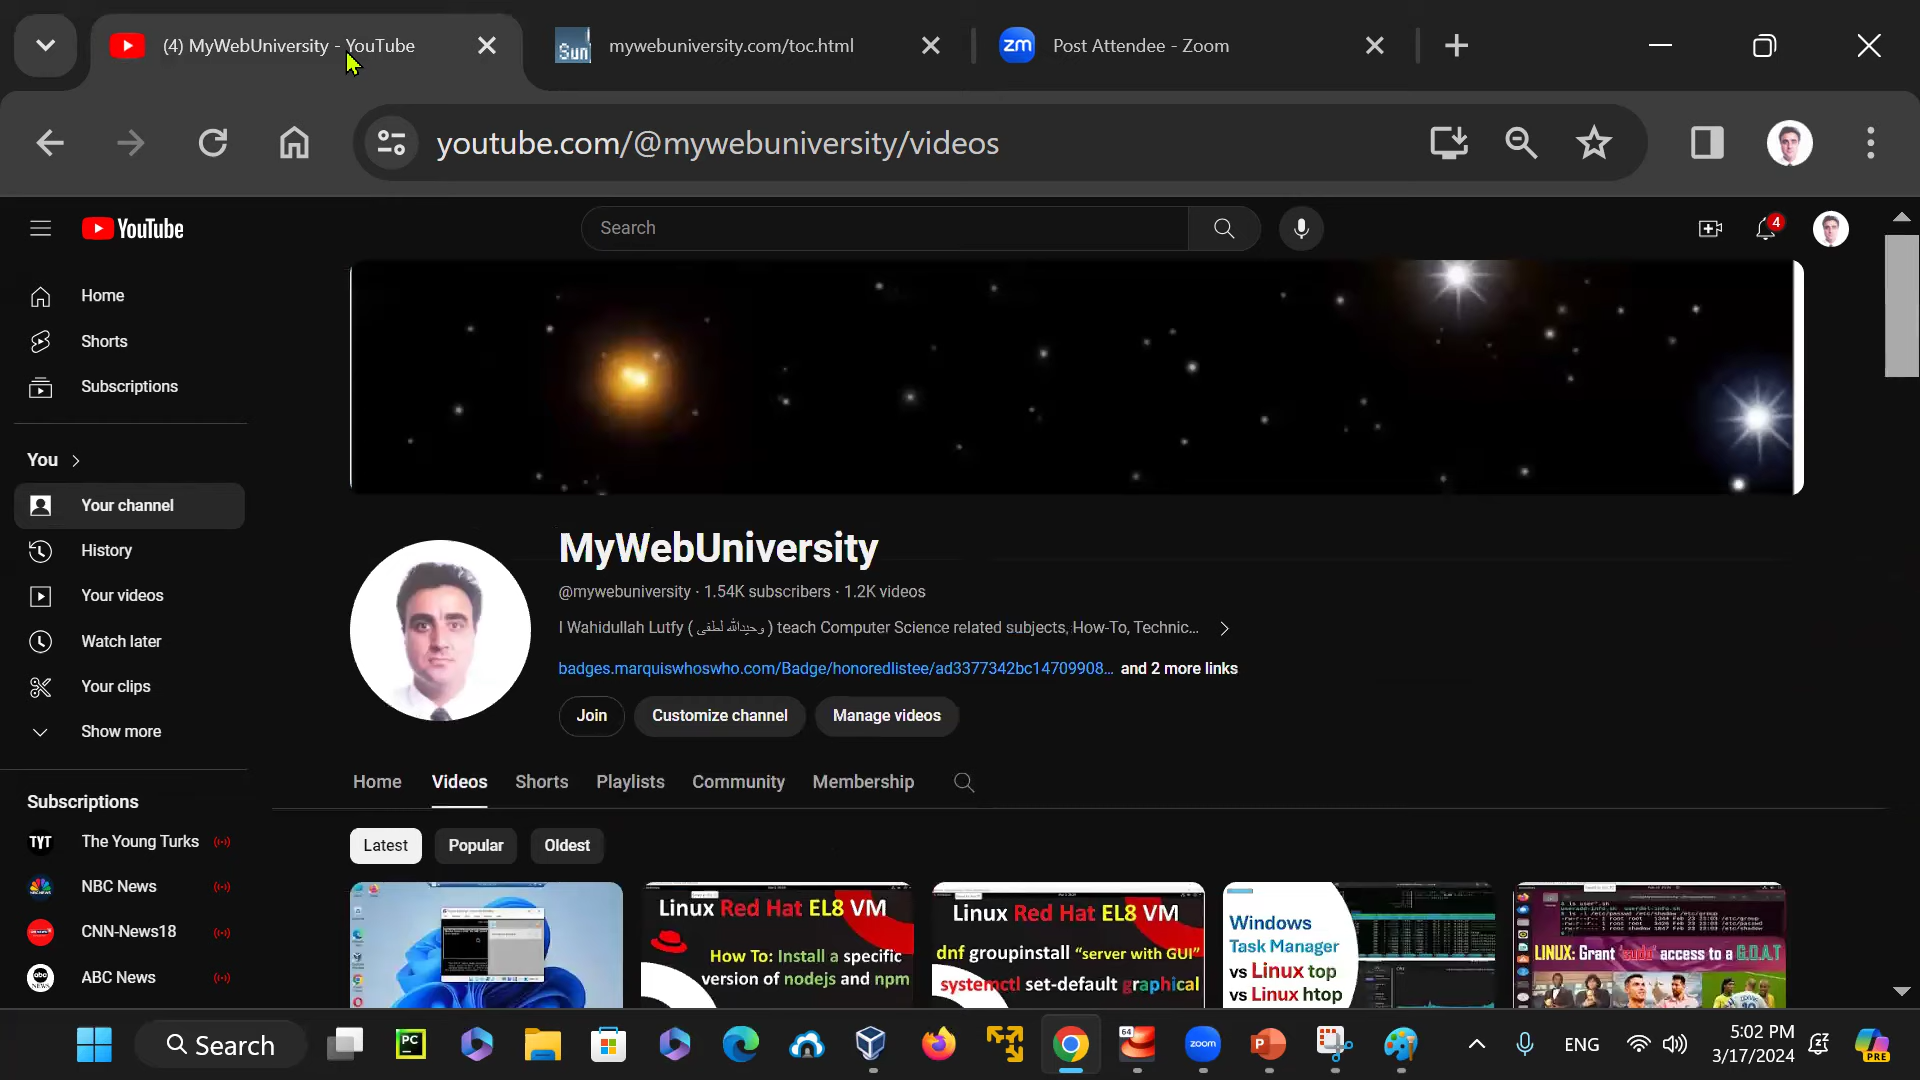 (4) MyWebUniversity - YouTube
mywebuniversity.com/toc.html
Post Attendee - Zoom
youtube.com/@mywebuniversity/videos
YouTube
Search
4
Home
Shorts
Subscriptions
You
Your channel
History
Your videos
Watch later
Your clips
Show more
Subscriptions
The Young Turks
NBC News
CNN-News18
ABC News
MyWebUniversity
@mywebuniversity · 1.54K subscribers · 1.2K videos
I Wahidullah Lutfy ( وحیدالله لطفی ) teach Computer Science related subjects, How-To, Technic...
badges.marquiswhoswho.com/Badge/honoredlistee/ad3377342bc14709908... and 2 more links
Join
Customize channel
Manage videos
Home
Videos
Shorts
Playlists
Community
Membership
Latest
Popular
Oldest
Linux Red Hat EL8 VM
How To: Install a specific
version of nodejs and npm
Linux Red Hat EL8 VM
dnf groupinstall "server with GUI"
systemctl set-default graphical
Windows
Task Manager
vs Linux top
vs Linux htop
LINUX: Grant 'sudo' access to a G.O.A.T
Search
ENG
5:02 PM
3/17/2024